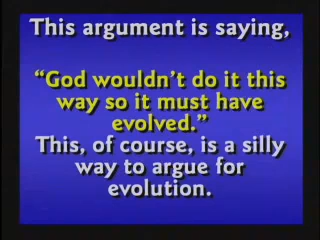 This argument is saying,
“God wouldn’t do it this
way so it must have
evolved.”
This, of course, is a silly
way to argue for
evolution.